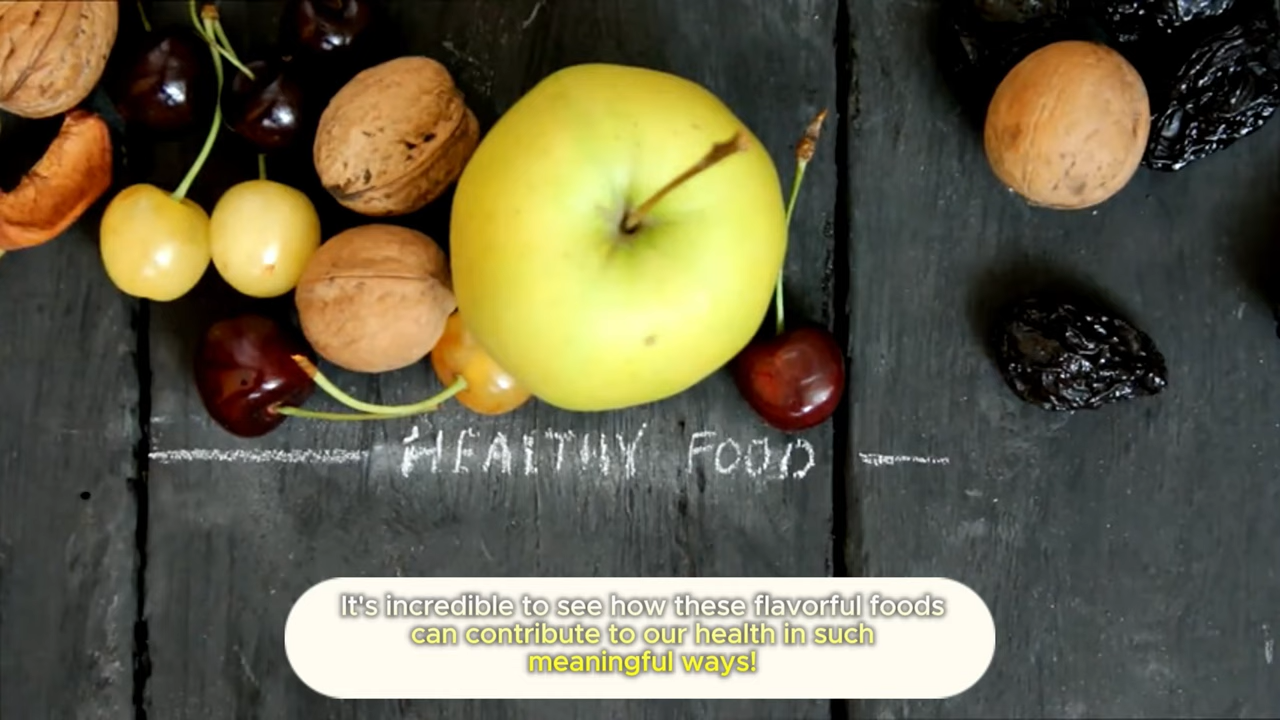 HEALTHY FOOD
It's incredible to see how these flavorful foods
can contribute to our health in such
meaningful ways!